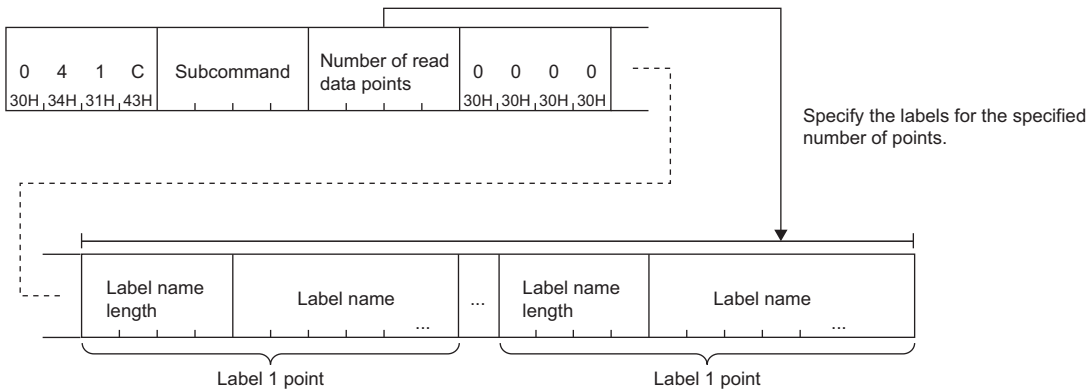 0 4 1 C
30H 34H 31H 43H
Subcommand
Number of read
data points
0 0 0 0
30H 30H 30H 30H
Specify the labels for the specified
number of points.
Label name
length
Label name
...
...
Label name
length
Label name
...
Label 1 point
Label 1 point